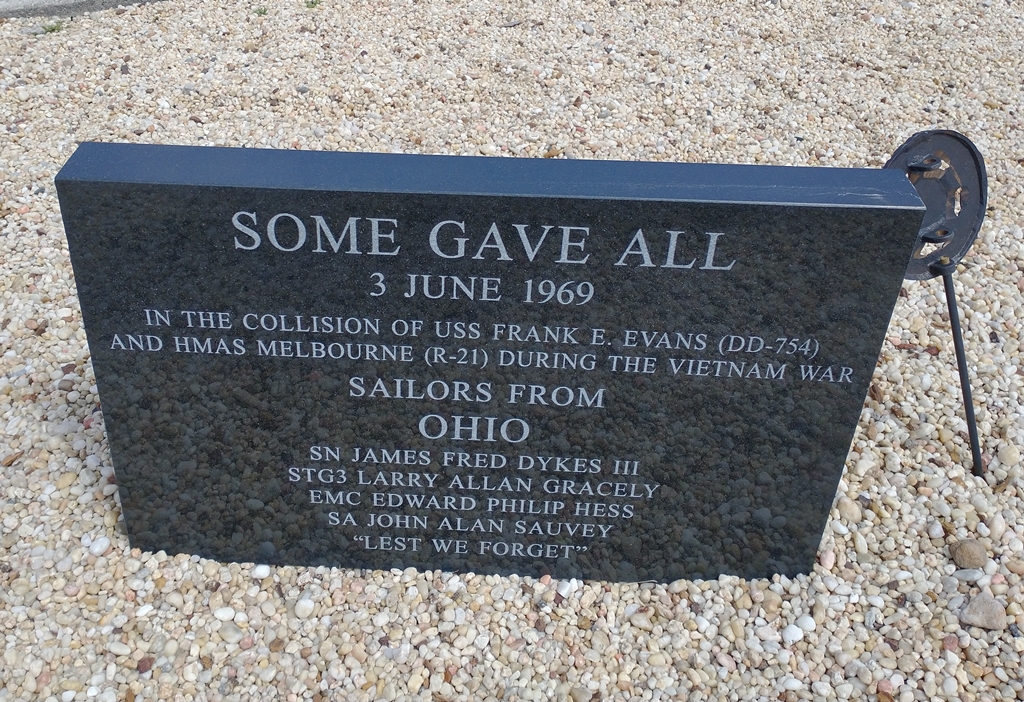 SOME GAVE ALL
3 JUNE 1969
IN THE COLLISION OF USS FRANK E. EVANS (DD-754)
AND HMAS MELBOURNE (R-21) DURING THE VIETNAM WAR
SAILORS FROM
OHIO
SN JAMES FRED DYKES III
STG3 LARRY ALLAN GRACELY
EMC EDWARD PHILIP HESS
SA JOHN ALAN SAUVEY
“LEST WE FORGET”